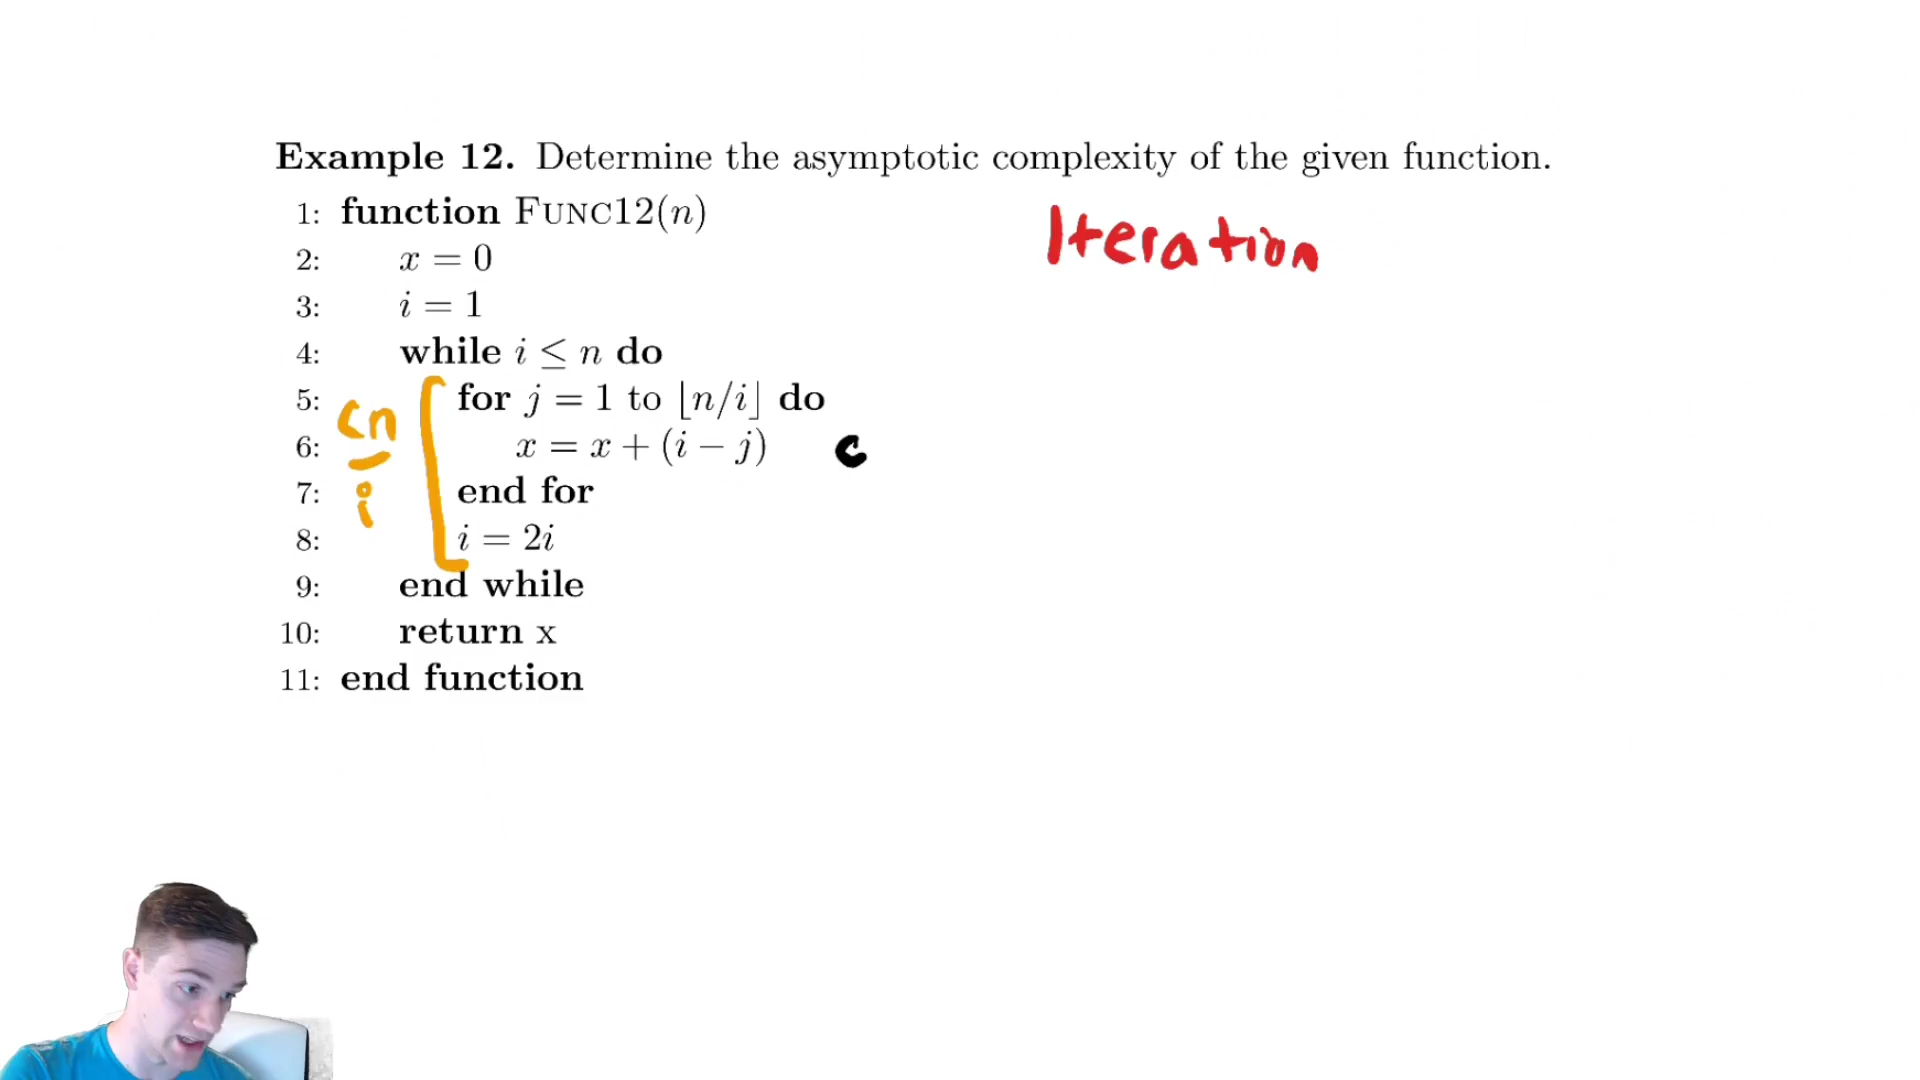 Example 12. Determine the asymptotic complexity of the given function.
1: function FUNC12(n)
Iteration
2: x = 0
3: i = 1
4: while i ≤ n do
5: for j = 1 to ⌊n/i⌋ do
cn/i
6: x = x + (i − j) c
7: end for
8: i = 2i
9: end while
10: return x
11: end function